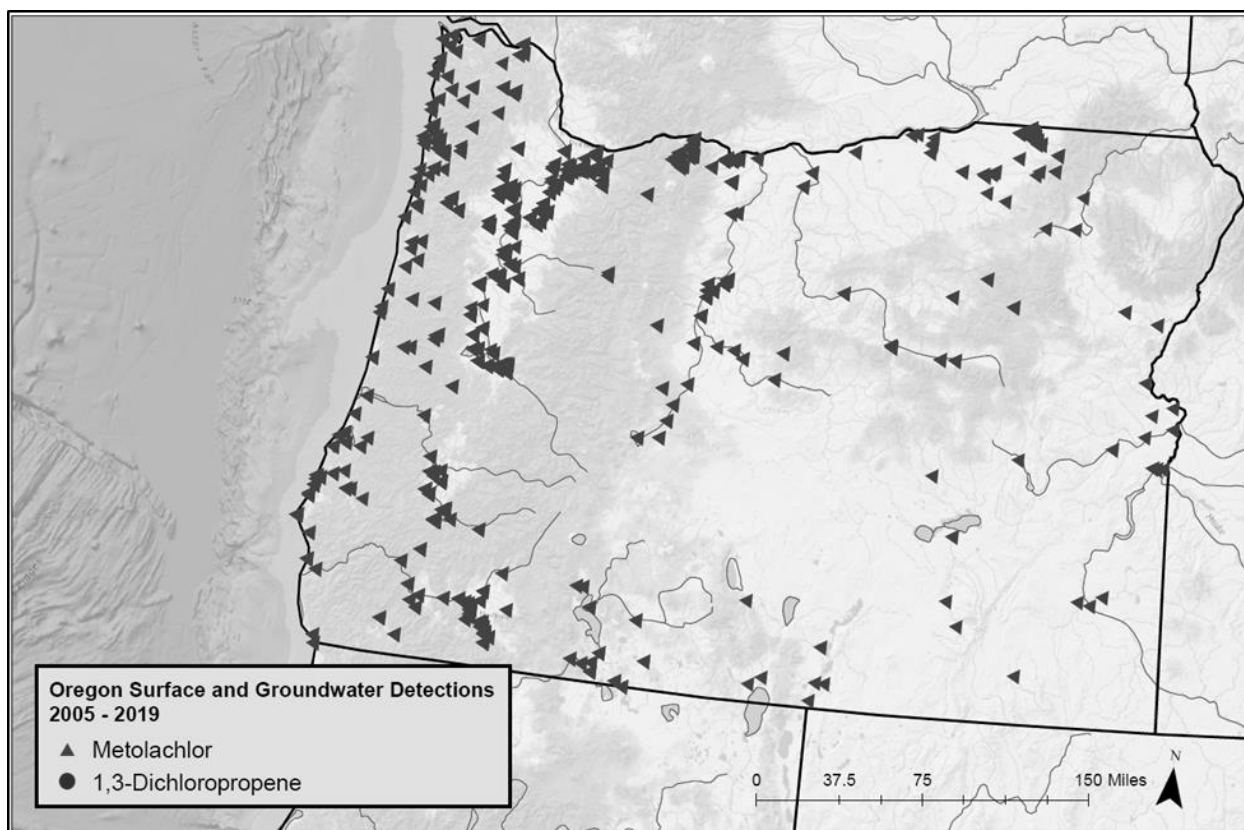 Oregon Surface and Groundwater Detections
2005 - 2019
Metolachlor
1,3-Dichloropropene
0 37.5 75 150 Miles
N